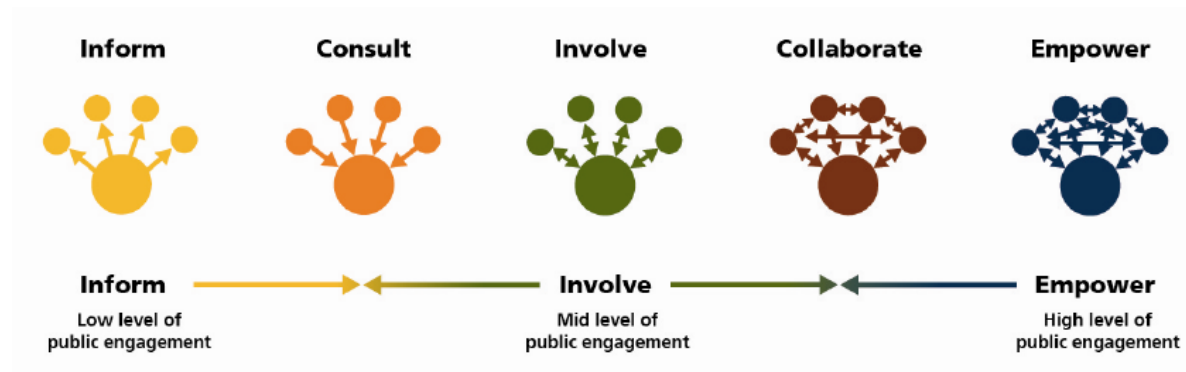 Inform
Consult
Involve
Collaborate
Empower
Inform
Involve
Empower
Low level of
public engagement
Mid level of
public engagement
High level of
public engagement